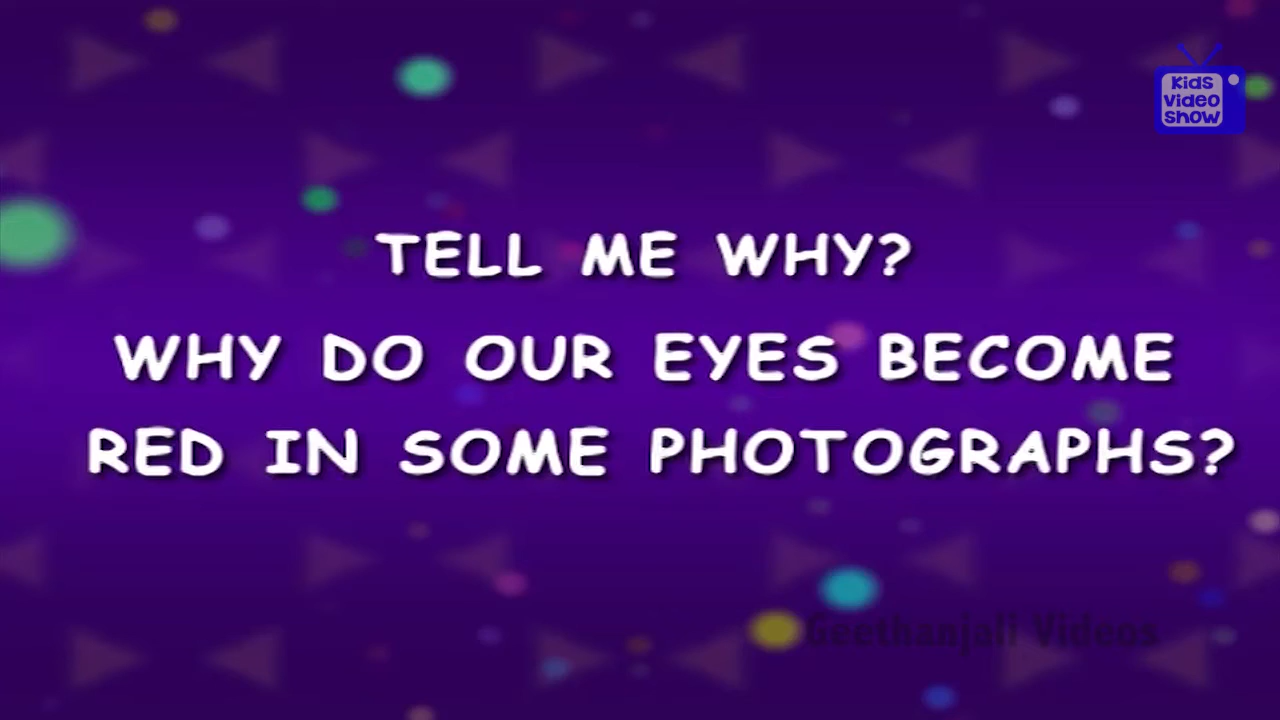 Kids
Video
Show
TELL ME WHY?
WHY DO OUR EYES BECOME
RED IN SOME PHOTOGRAPHS?
Geethanjali Videos